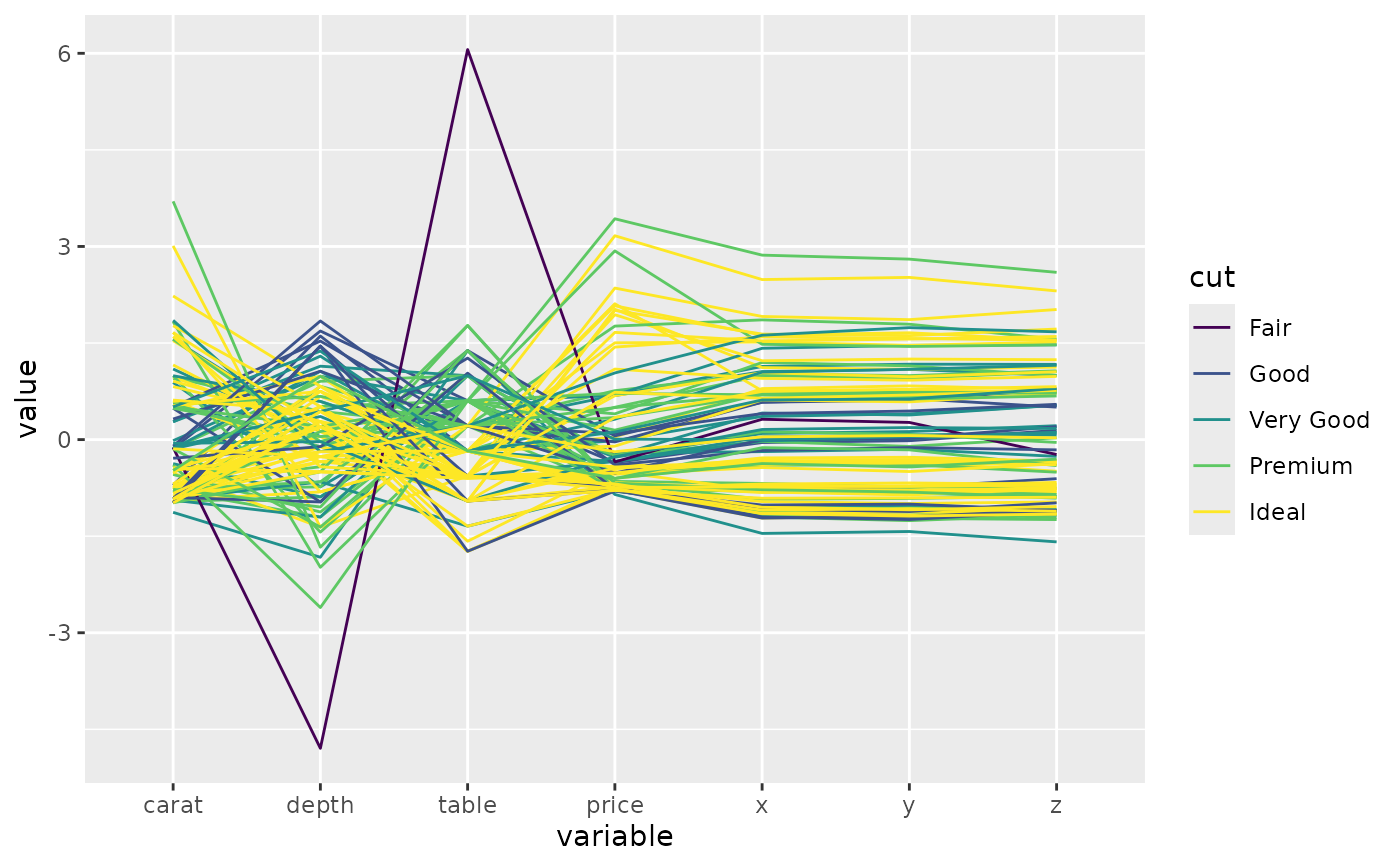 6
3
0
-3
value
carat depth table price x y z
variable
cut
Fair
Good
Very Good
Premium
Ideal